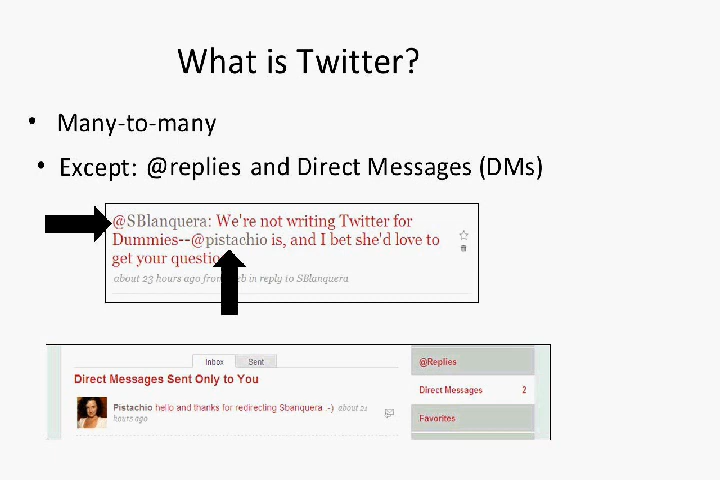 What is Twitter?
• Many-to-many
• Except: @replies and Direct Messages (DMs)
@SBlanquera: We're not writing Twitter for
Dummies--@pistachio is, and I bet she'd love to
get your
about 23 hours ago in reply to SBlanquera
Inbox Sent
Direct Messages Sent Only to You
Pistachio hello and thanks for redirecting Sbanquera :-) about 21
hours ago
@Replies
Direct Messages 2
Favorites